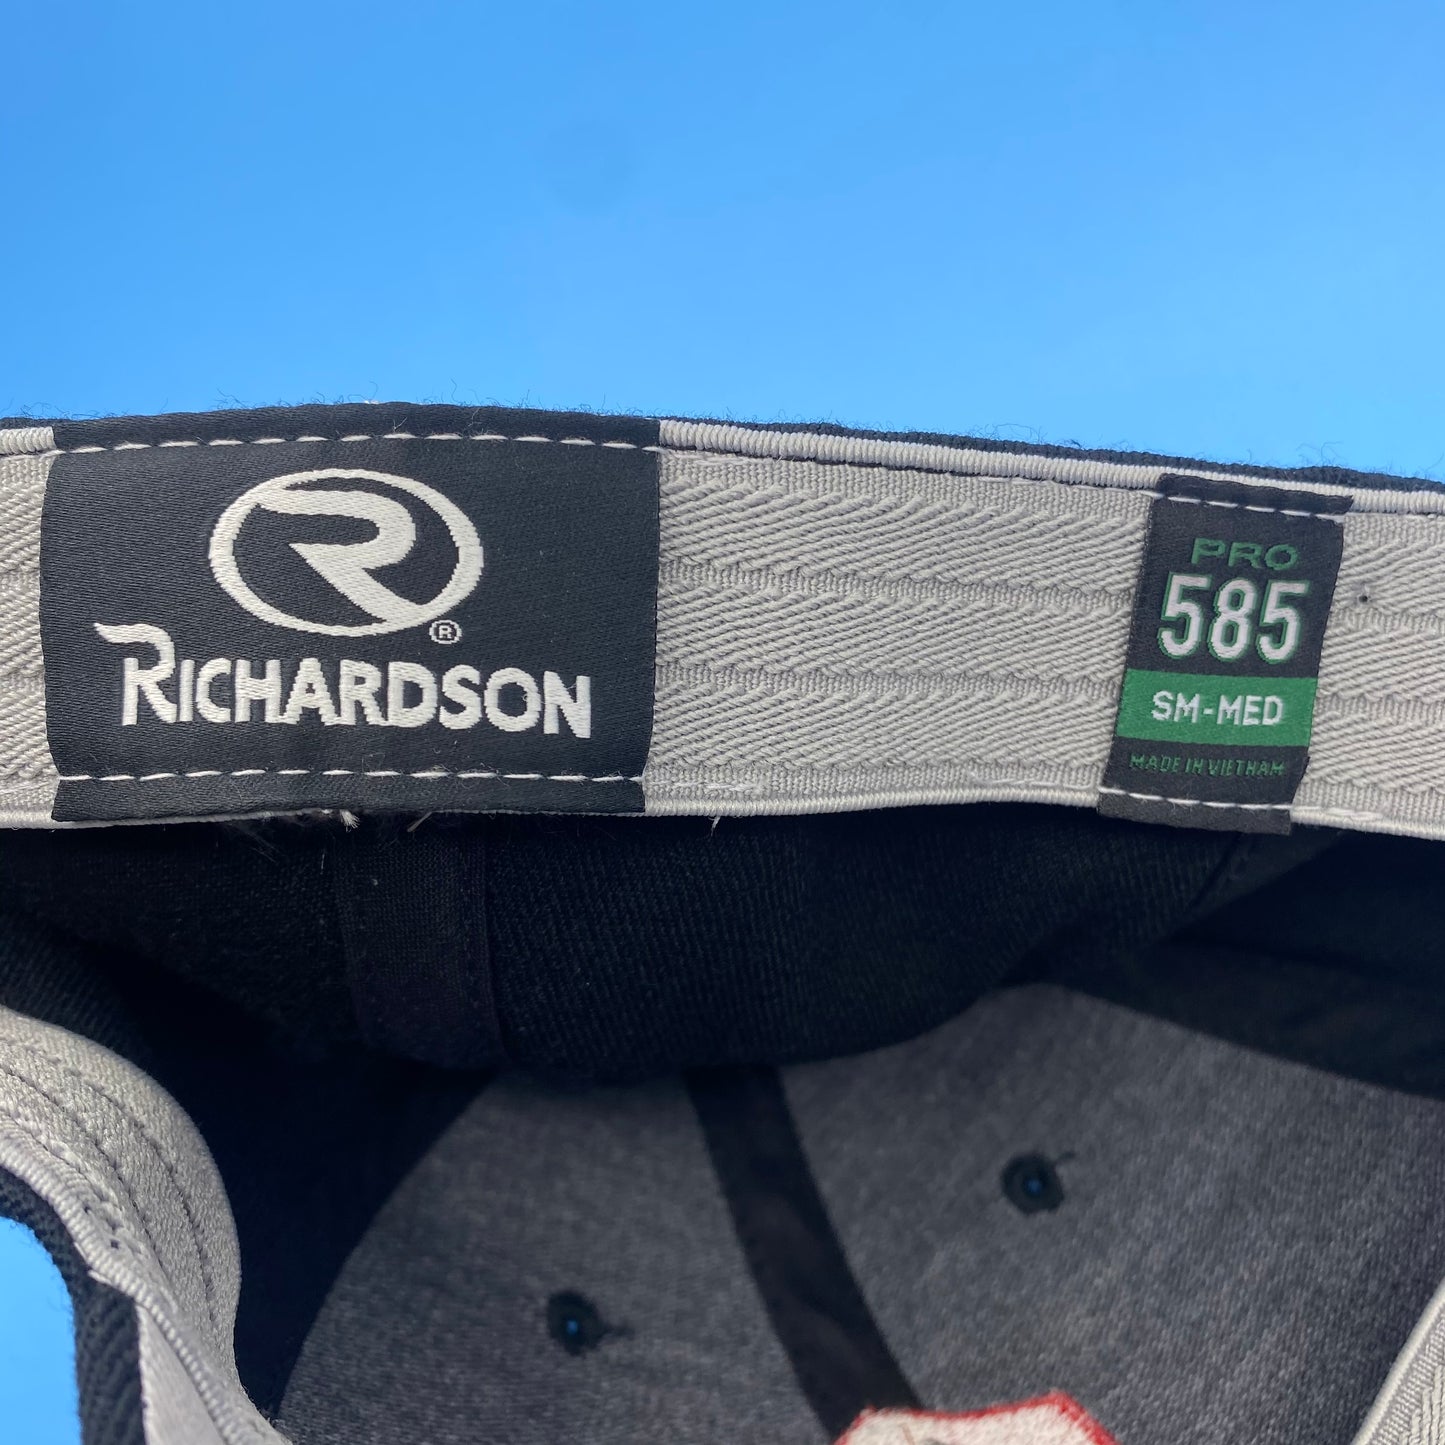 R
®
RICHARDSON
PRO
585
SM-MED
MADE IN VIETNAM